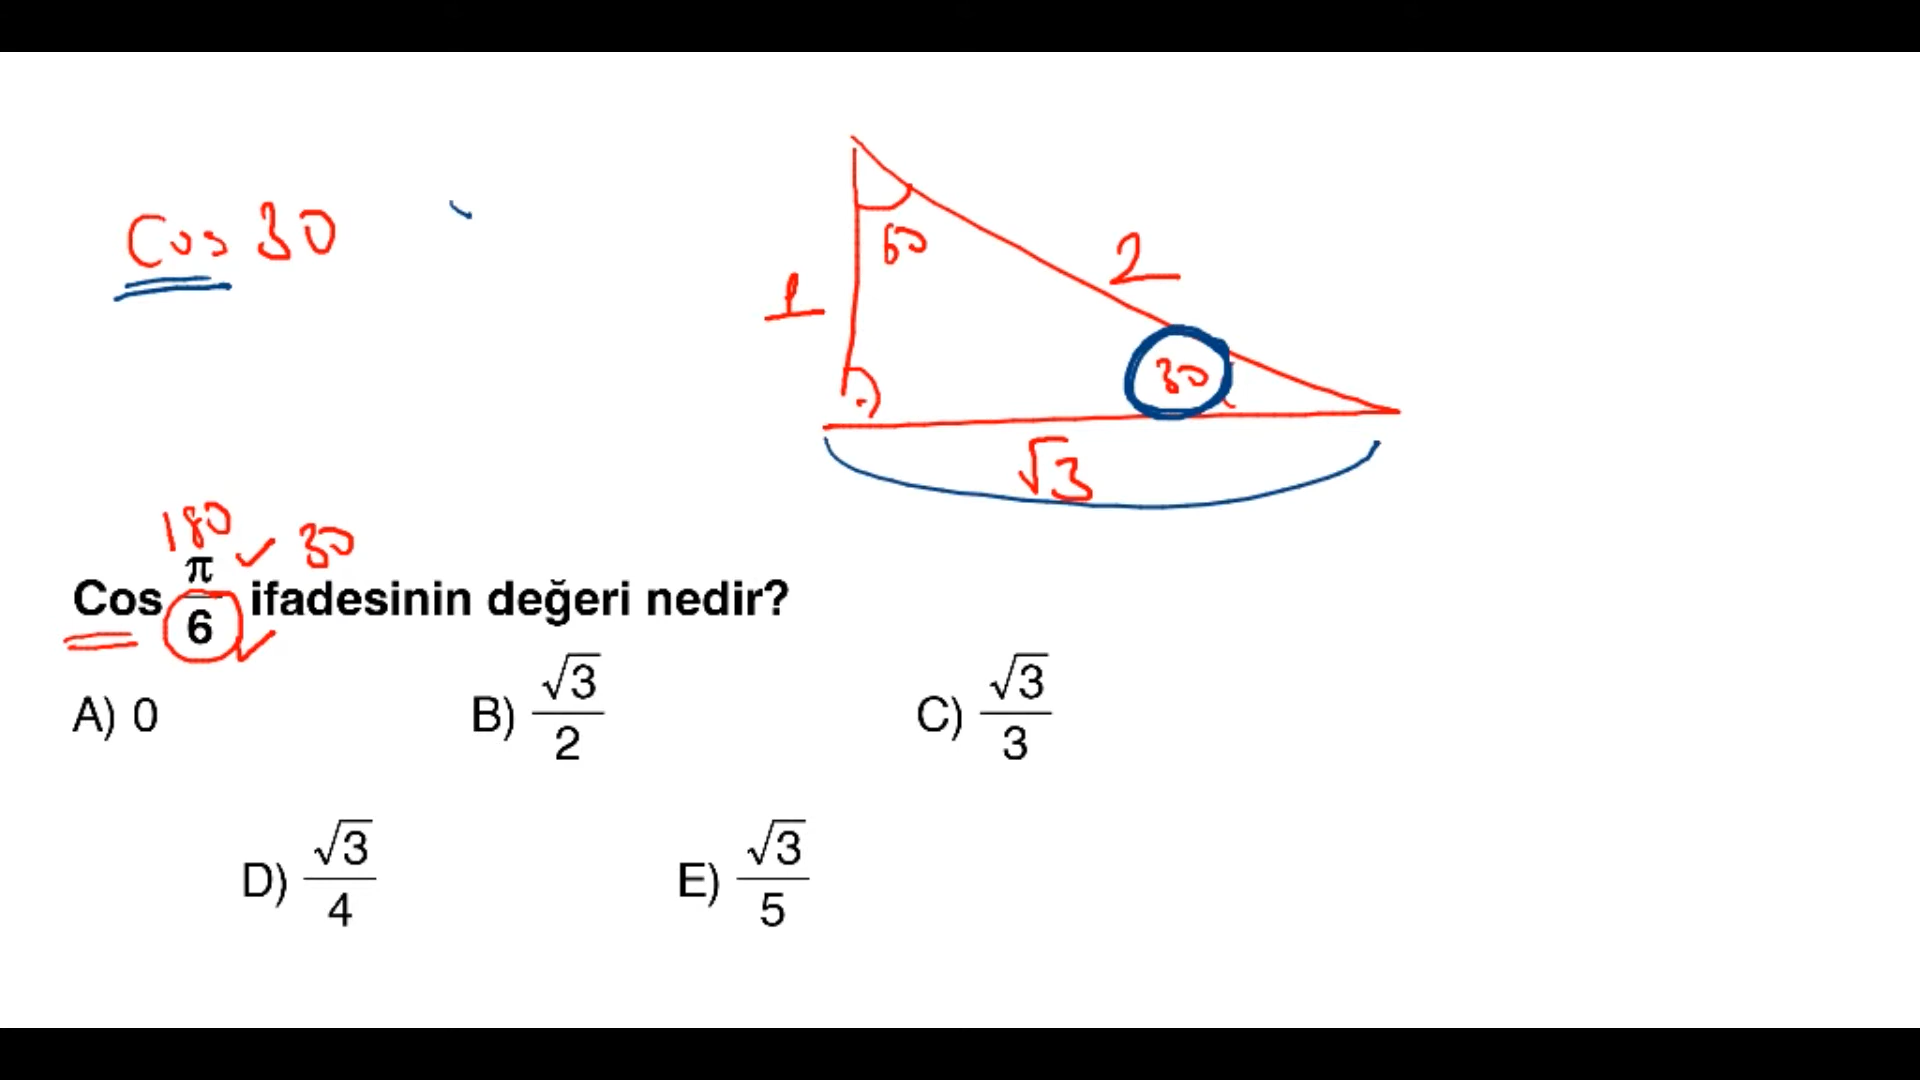 Cos 30
60
2
1
30
√3
180
30
Cos π/6 ifadesinin değeri nedir?
A) 0 B) √3/2 C) √3/3
D) √3/4 E) √3/5